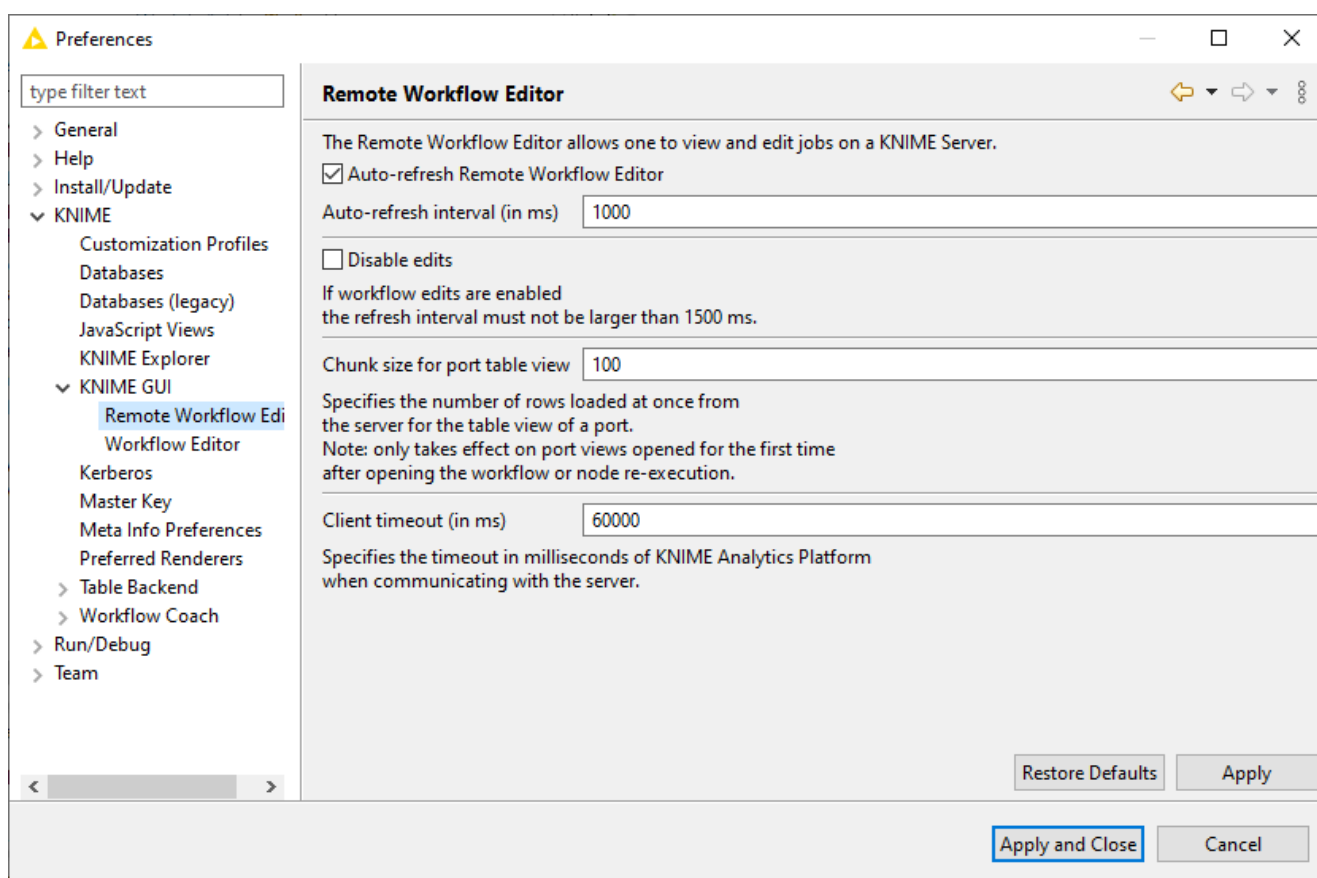 Preferences
type filter text
General
Help
Install/Update
KNIME
Customization Profiles
Databases
Databases (legacy)
JavaScript Views
KNIME Explorer
KNIME GUI
Remote Workflow Edi
Workflow Editor
Kerberos
Master Key
Meta Info Preferences
Preferred Renderers
Table Backend
Workflow Coach
Run/Debug
Team
Remote Workflow Editor
The Remote Workflow Editor allows one to view and edit jobs on a KNIME Server.
Auto-refresh Remote Workflow Editor
Auto-refresh interval (in ms) 1000
Disable edits
If workflow edits are enabled
the refresh interval must not be larger than 1500 ms.
Chunk size for port table view 100
Specifies the number of rows loaded at once from
the server for the table view of a port.
Note: only takes effect on port views opened for the first time
after opening the workflow or node re-execution.
Client timeout (in ms) 60000
Specifies the timeout in milliseconds of KNIME Analytics Platform
when communicating with the server.
Restore Defaults Apply
Apply and Close Cancel